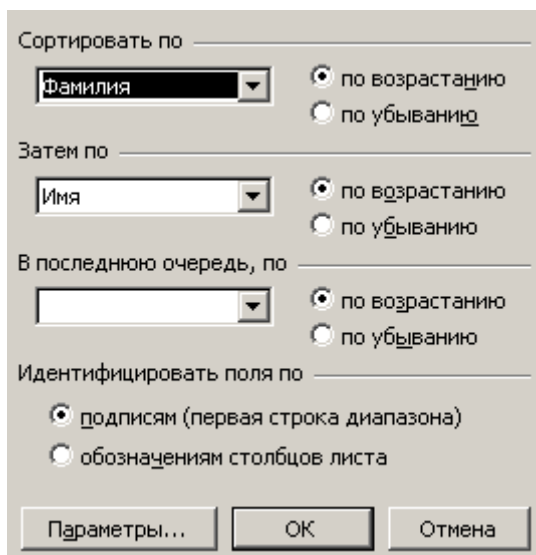 Сортировать по
Фамилия
по возрастанию
по убыванию
Затем по
Имя
по возрастанию
по убыванию
В последнюю очередь, по
по возрастанию
по убыванию
Идентифицировать поля по
подписям (первая строка диапазона)
обозначениям столбцов листа
Параметры... ОК Отмена